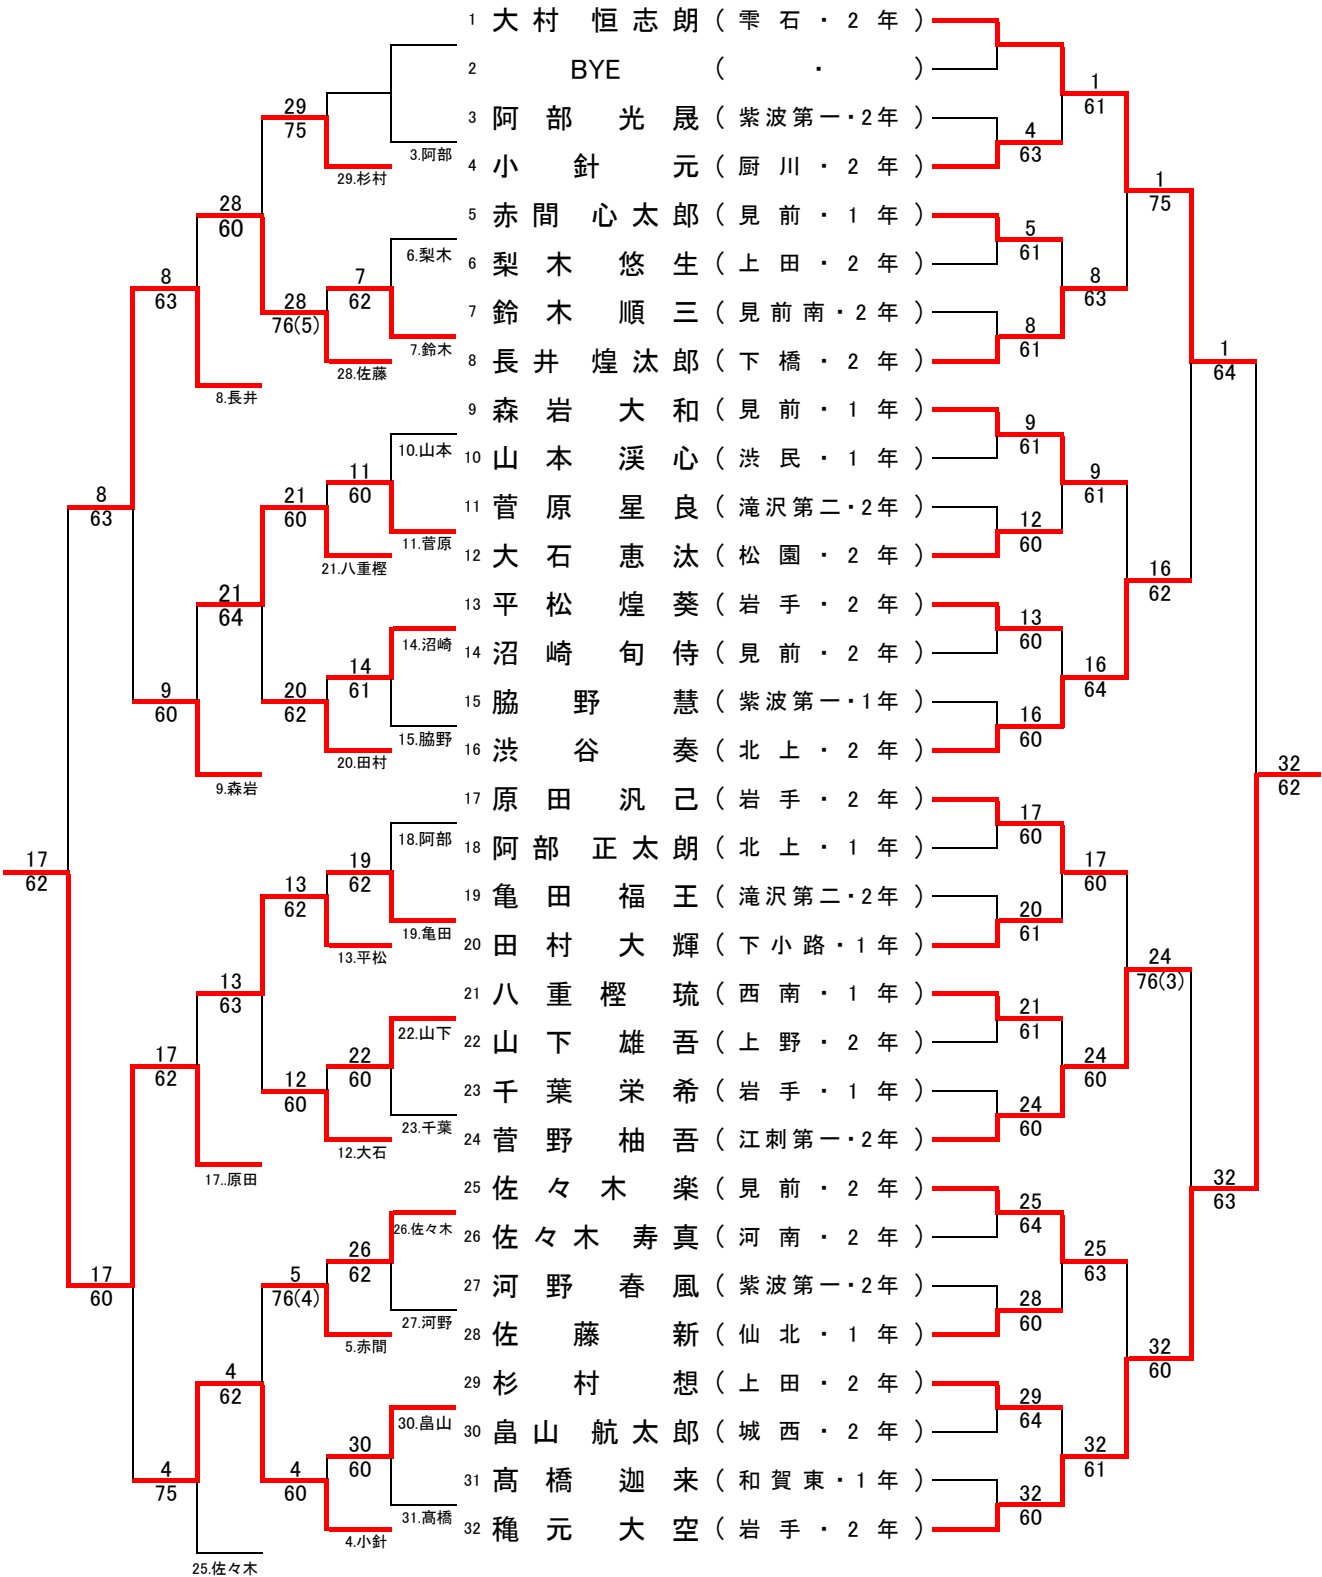 1 大村 恒志朗 ( 雫石・2年 )
2 BYE ( ・ )
3 阿部 光晟 ( 紫波第一・2年 )
4 小針 元 ( 厨川・2年 )
5 赤間 心太郎 ( 見前・1年 )
6 梨木 悠生 ( 上田・2年 )
7 鈴木 順三 ( 見前南・2年 )
8 長井 煌汰郎 ( 下橋・2年 )
9 森岩 大和 ( 見前・1年 )
10 山本 渓心 ( 渋民・1年 )
11 菅原 星良 ( 滝沢第二・2年 )
12 大石 恵汰 ( 松園・2年 )
13 平松 煌葵 ( 岩手・2年 )
14 沼崎 旬侍 ( 見前・2年 )
15 脇野 慧 ( 紫波第一・1年 )
16 渋谷 奏 ( 北上・2年 )
17 原田 汎己 ( 岩手・2年 )
18 阿部 正太朗 ( 北上・1年 )
19 亀田 福王 ( 滝沢第二・2年 )
20 田村 大輝 ( 下小路・1年 )
21 八重樫 琉 ( 西南・1年 )
22 山下 雄吾 ( 上野・2年 )
23 千葉 栄希 ( 岩手・1年 )
24 菅野 柚吾 ( 江刺第一・2年 )
25 佐々木 楽 ( 見前・2年 )
26 佐々木 寿真 ( 河南・2年 )
27 河野 春風 ( 紫波第一・2年 )
28 佐藤 新 ( 仙北・1年 )
29 杉村 想 ( 上田・2年 )
30 畠山 航太郎 ( 城西・2年 )
31 髙橋 迦来 ( 和賀東・1年 )
32 穐元 大空 ( 岩手・2年 )
4
63
5
61
8
61
9
61
12
60
13
60
16
60
17
60
20
61
21
61
24
60
25
64
28
60
29
64
32
60
1
61
8
63
9
61
16
64
17
60
24
60
25
63
32
61
1
75
16
62
24
76(3)
32
60
1
64
32
63
32
62
3.阿部
6.梨木
7.鈴木
10.山本
11.菅原
14.沼崎
15.脇野
18.阿部
19.亀田
22.山下
23.千葉
26.佐々木
27.河野
30.畠山
31.髙橋
7
62
11
60
14
61
19
62
22
60
26
62
30
60
29.杉村
28.佐藤
21.八重樫
20.田村
13.平松
12.大石
5.赤間
4.小針
29
75
28
76(5)
21
60
20
62
13
62
12
60
5
76(4)
4
60
28
60
21
64
13
63
4
62
8.長井
9.森岩
17..原田
25.佐々木
8
63
9
60
17
62
4
75
8
63
17
60
17
62